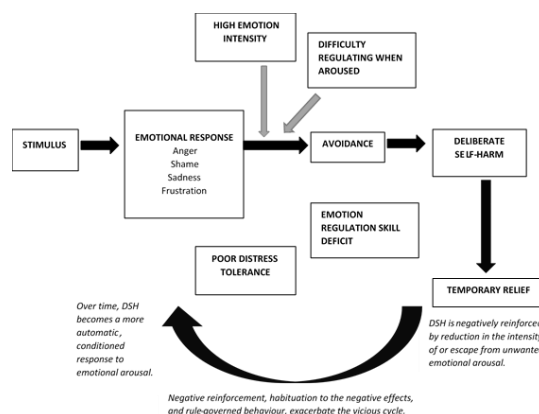 HIGH EMOTION
INTENSITY
DIFFICULTY
REGULATING WHEN
AROUSED
STIMULUS
EMOTIONAL RESPONSE
Anger
Shame
Sadness
Frustration
AVOIDANCE
DELIBERATE
SELF-HARM
EMOTION
REGULATION SKILL
DEFICIT
POOR DISTRESS
TOLERANCE
TEMPORARY RELIEF
Over time, DSH
becomes a more
automatic,
conditioned
response to
emotional arousal.
DSH is negatively reinforced
by reduction in the intensity
of or escape from unwanted
emotional arousal.
Negative reinforcement, habituation to the negative effects,
and rule-governed behaviour, exacerbate the vicious cycle.